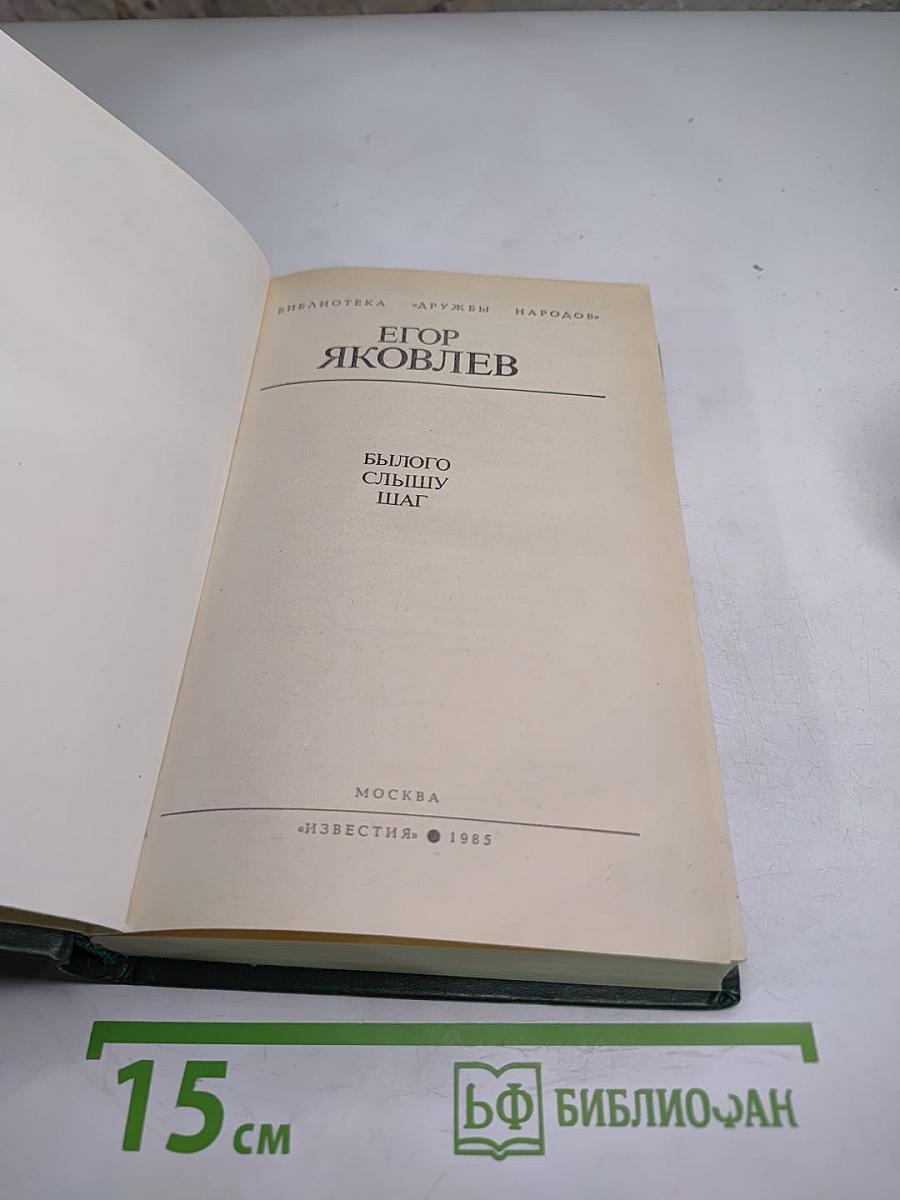 БИБЛИОТЕКА «ДРУЖБЫ НАРОДОВ»
ЕГОР
ЯКОВЛЕВ
БЫЛОГО
СЛЫШУ
ШАГ
МОСКВА
«ИЗВЕСТИЯ» ● 1985
15 см
БФ БИБЛИОФАН